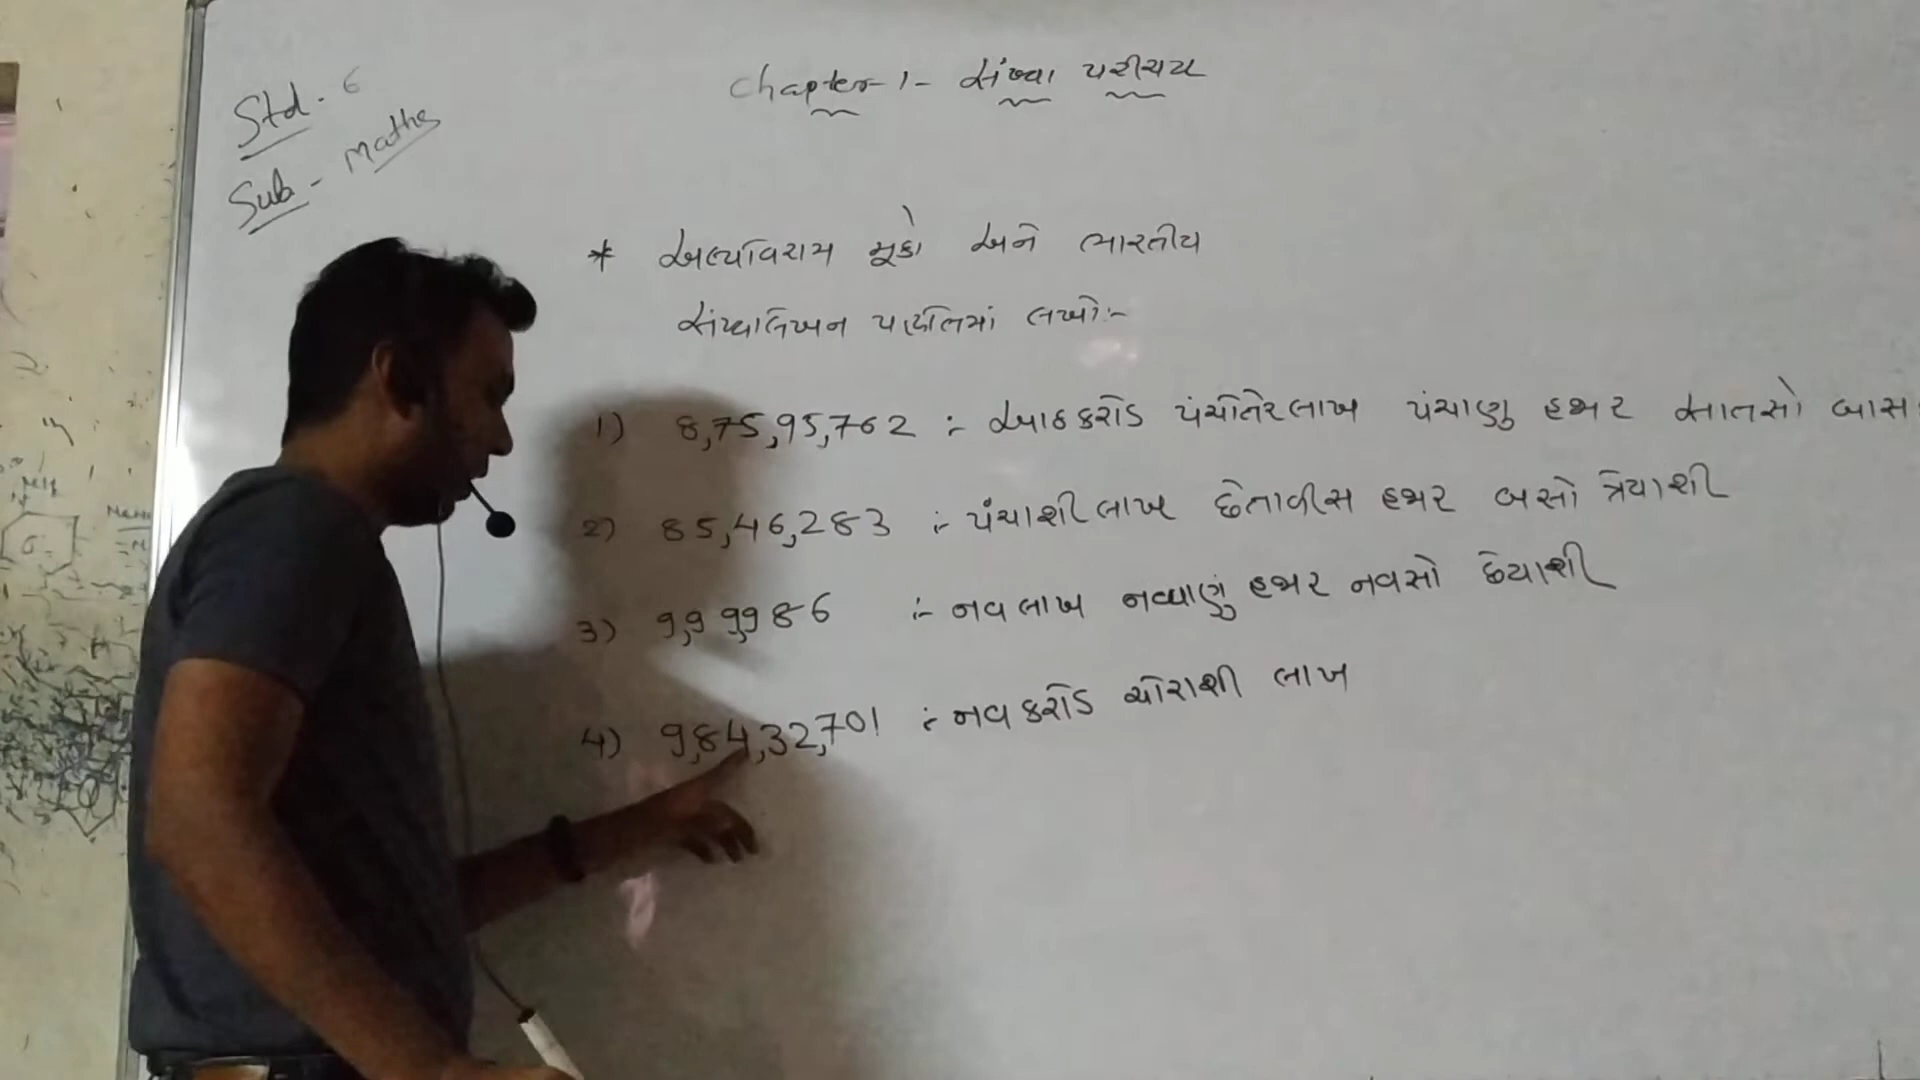 Std. 6
Sub - Maths
Chapter-1- સંખ્યા પરીચય
* અલ્પવિરામ મૂકો અને ભારતીય
સંખ્યાલેખન પદ્ધતિમાં લખો:-
1) 8,75,95,762 :- આઠ કરોડ પંચોતેર લાખ પંચાણુ હજાર સાતસો બાસ
2) 85,46,283 :- પંચાશી લાખ છેતાલીસ હજાર બસો ત્રેયાશી
3) 9,99,986 :- નવ લાખ નવ્વાણું હજાર નવસો છેયાશી
4) 9,84,32,701 :- નવ કરોડ ચોરાશી લાખ